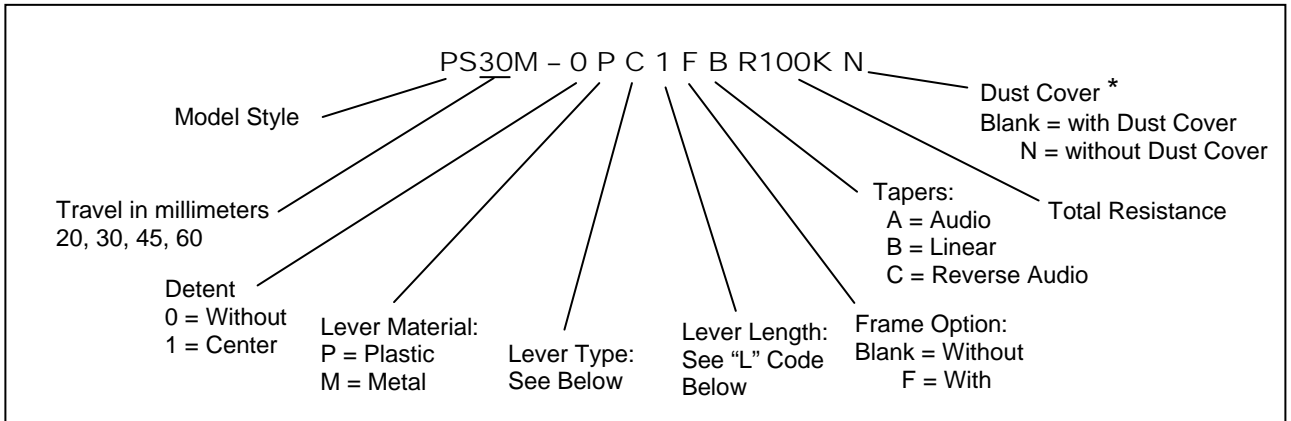 PS30M – 0 P C 1 F B R100K N
Dust Cover *
Blank = with Dust Cover
N = without Dust Cover
Model Style
Tapers:
A = Audio
B = Linear
C = Reverse Audio
Total Resistance
Travel in millimeters
20, 30, 45, 60
Detent
0 = Without
1 = Center
Lever Material:
P = Plastic
M = Metal
Lever Type:
See Below
Lever Length:
See “L” Code
Below
Frame Option:
Blank = Without
F = With